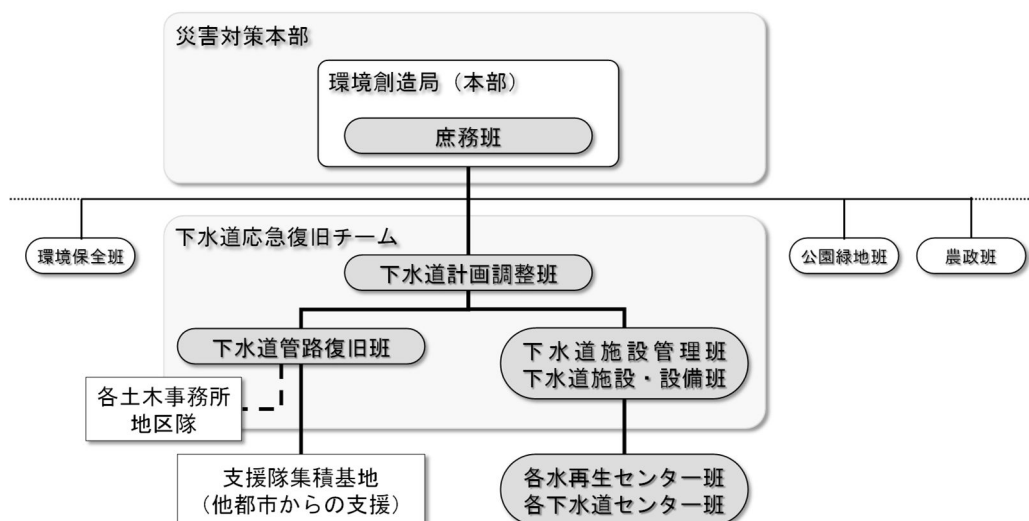 災害対策本部
環境創造局（本部）
庶務班
環境保全班
公園緑地班
農政班
下水道応急復旧チーム
下水道計画調整班
下水道管路復旧班
下水道施設管理班
下水道施設・設備班
各土木事務所
地区隊
支援隊集積基地
（他都市からの支援）
各水再生センター班
各下水道センター班